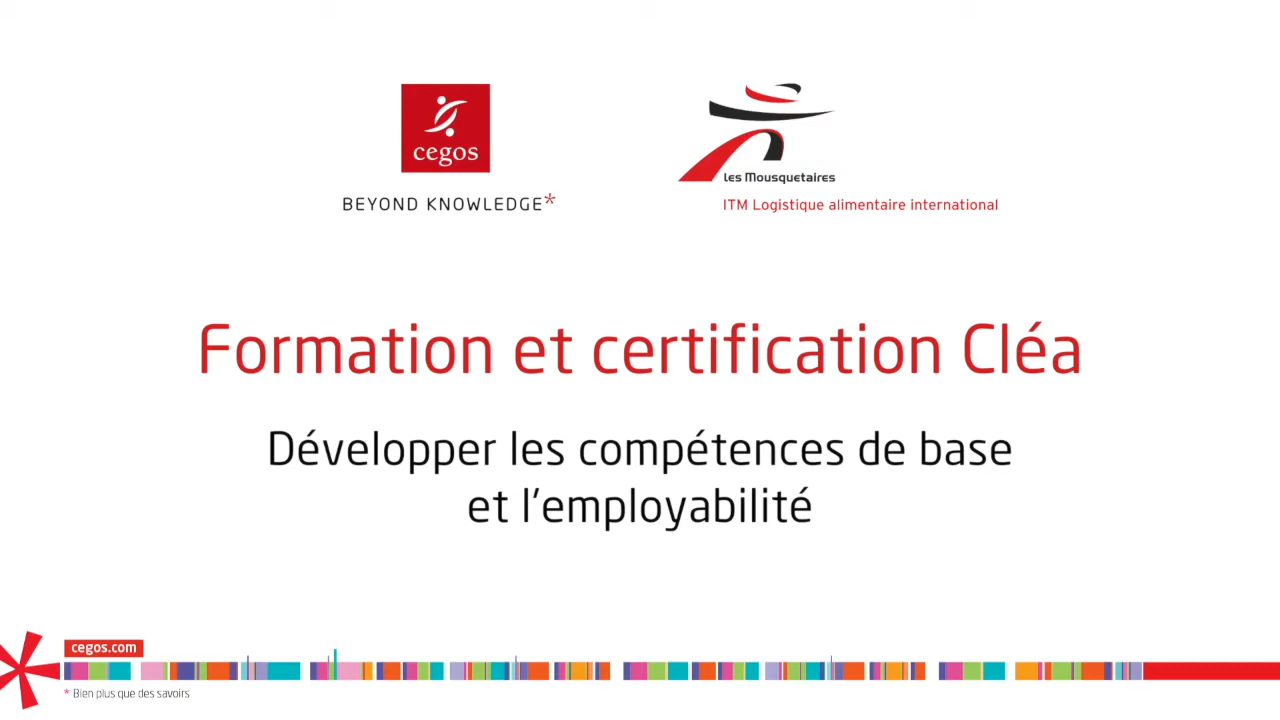 cegos
BEYOND KNOWLEDGE*
Les Mousquetaires
ITM Logistique alimentaire international
Formation et certification Cléa
Développer les compétences de base
et l'employabilité
cegos.com
* Bien plus que des savoirs